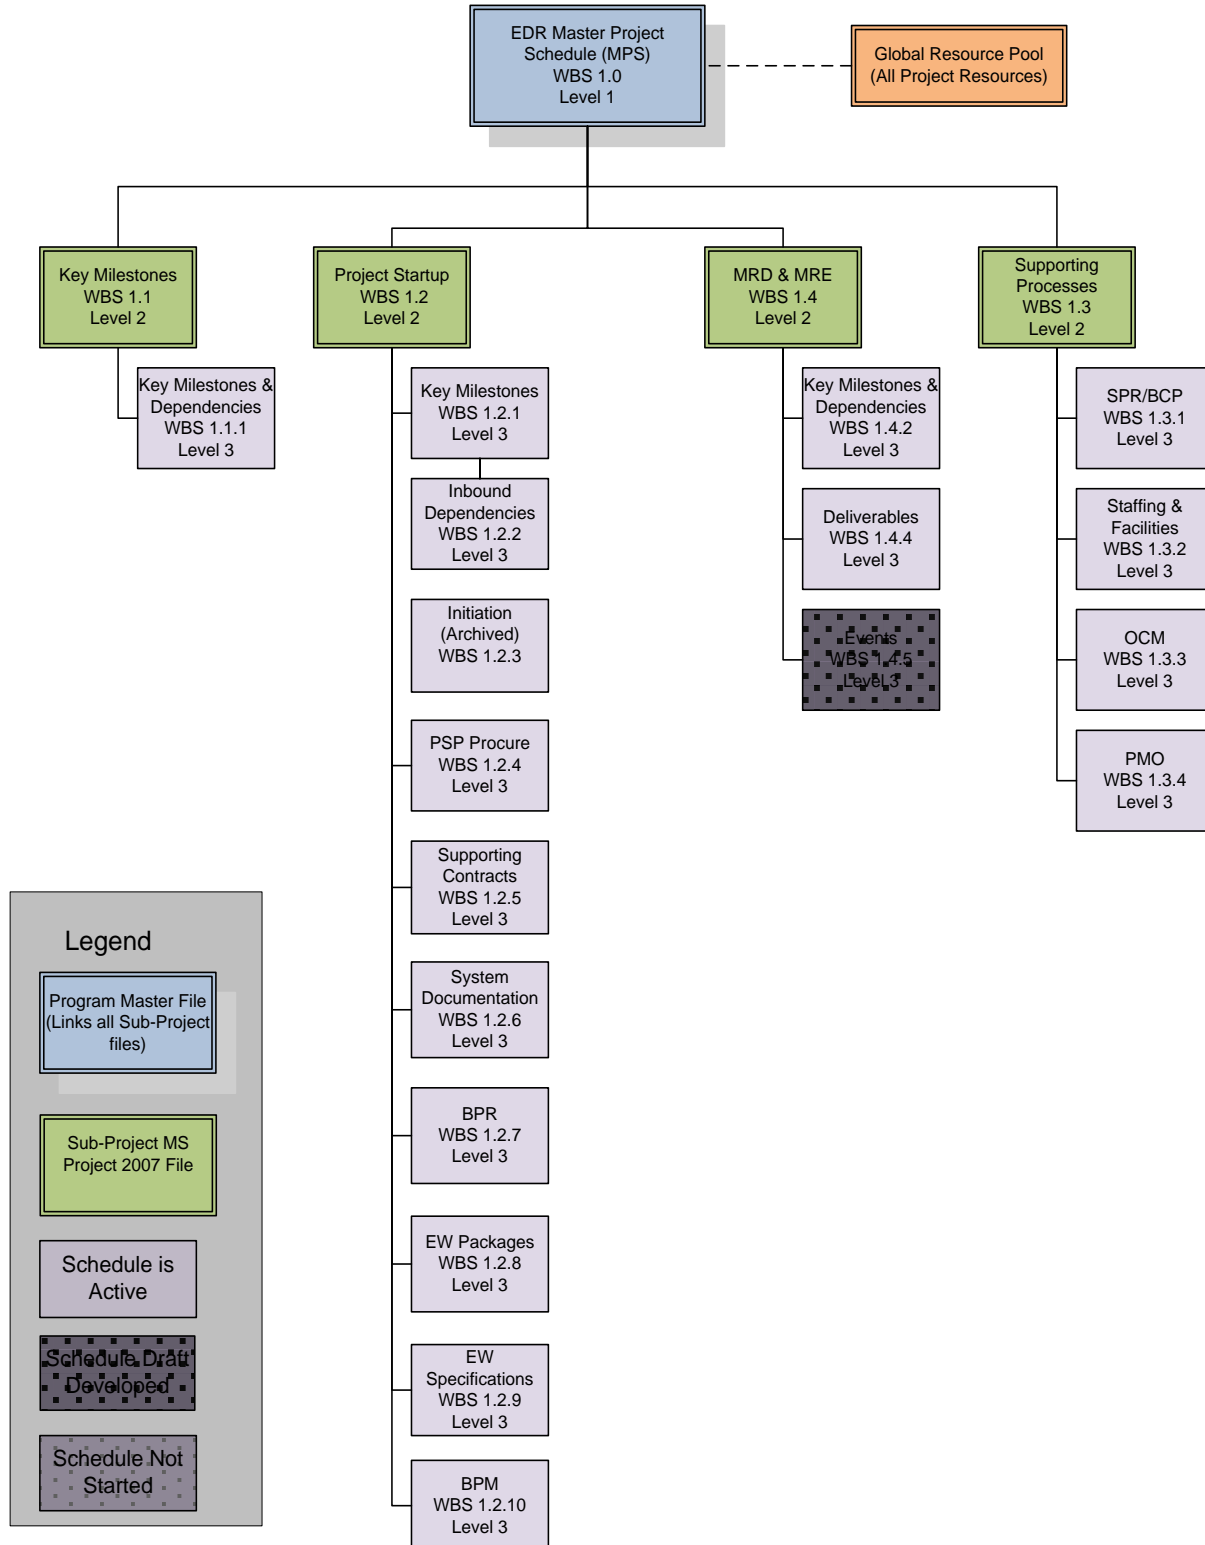 EDR Master Project
Schedule (MPS)
WBS 1.0
Level 1
Global Resource Pool
(All Project Resources)
Key Milestones
WBS 1.1
Level 2
Project Startup
WBS 1.2
Level 2
MRD & MRE
WBS 1.4
Level 2
Supporting
Processes
WBS 1.3
Level 2
Key Milestones &
Dependencies
WBS 1.1.1
Level 3
Key Milestones
WBS 1.2.1
Level 3
Inbound
Dependencies
WBS 1.2.2
Level 3
Initiation
(Archived)
WBS 1.2.3
PSP Procure
WBS 1.2.4
Level 3
Supporting
Contracts
WBS 1.2.5
Level 3
System
Documentation
WBS 1.2.6
Level 3
BPR
WBS 1.2.7
Level 3
EW Packages
WBS 1.2.8
Level 3
EW
Specifications
WBS 1.2.9
Level 3
BPM
WBS 1.2.10
Level 3
Key Milestones &
Dependencies
WBS 1.4.2
Level 3
Deliverables
WBS 1.4.4
Level 3
Events
WBS 1.4.5
Level 3
SPR/BCP
WBS 1.3.1
Level 3
Staffing &
Facilities
WBS 1.3.2
Level 3
OCM
WBS 1.3.3
Level 3
PMO
WBS 1.3.4
Level 3
Legend
Program Master File
(Links all Sub-Project
files)
Sub-Project MS
Project 2007 File
Schedule is
Active
Schedule Draft
Developed
Schedule Not
Started